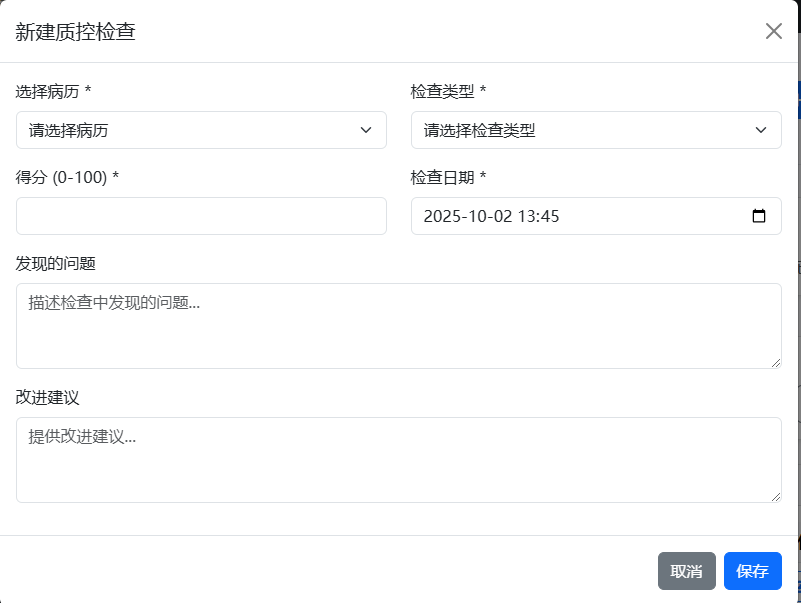 新建质控检查
选择病历 * 检查类型 *
请选择病历 请选择检查类型
得分 (0-100) * 检查日期 *
2025-10-02 13:45
发现的问题
描述检查中发现的问题...
改进建议
提供改进建议...
取消 保存